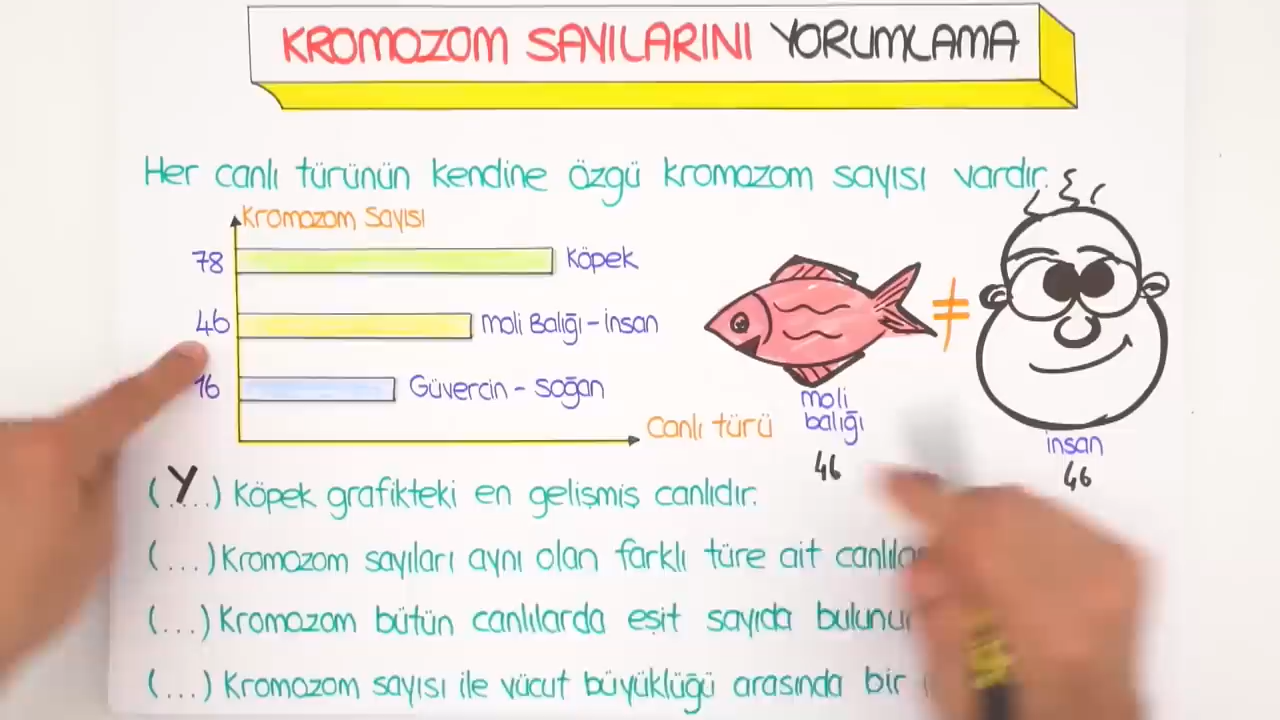 KROMOZOM SAYILARINI YORUMLAMA
Her canlı türünün kendine özgü kromozom sayısı vardır.
Kromozom Sayısı
78 Köpek
46 moli Balığı - insan
16 Güvercin - soğan
Canlı türü
moli
balığı
46
insan
46
(Y...) Köpek grafikteki en gelişmiş canlıdır.
(...) Kromozom sayıları aynı olan farklı türe ait
(...) Kromozom bütün canlılarda eşit sayıda
(...) Kromozom sayısı ile vücut büyüklüğü arasında bir